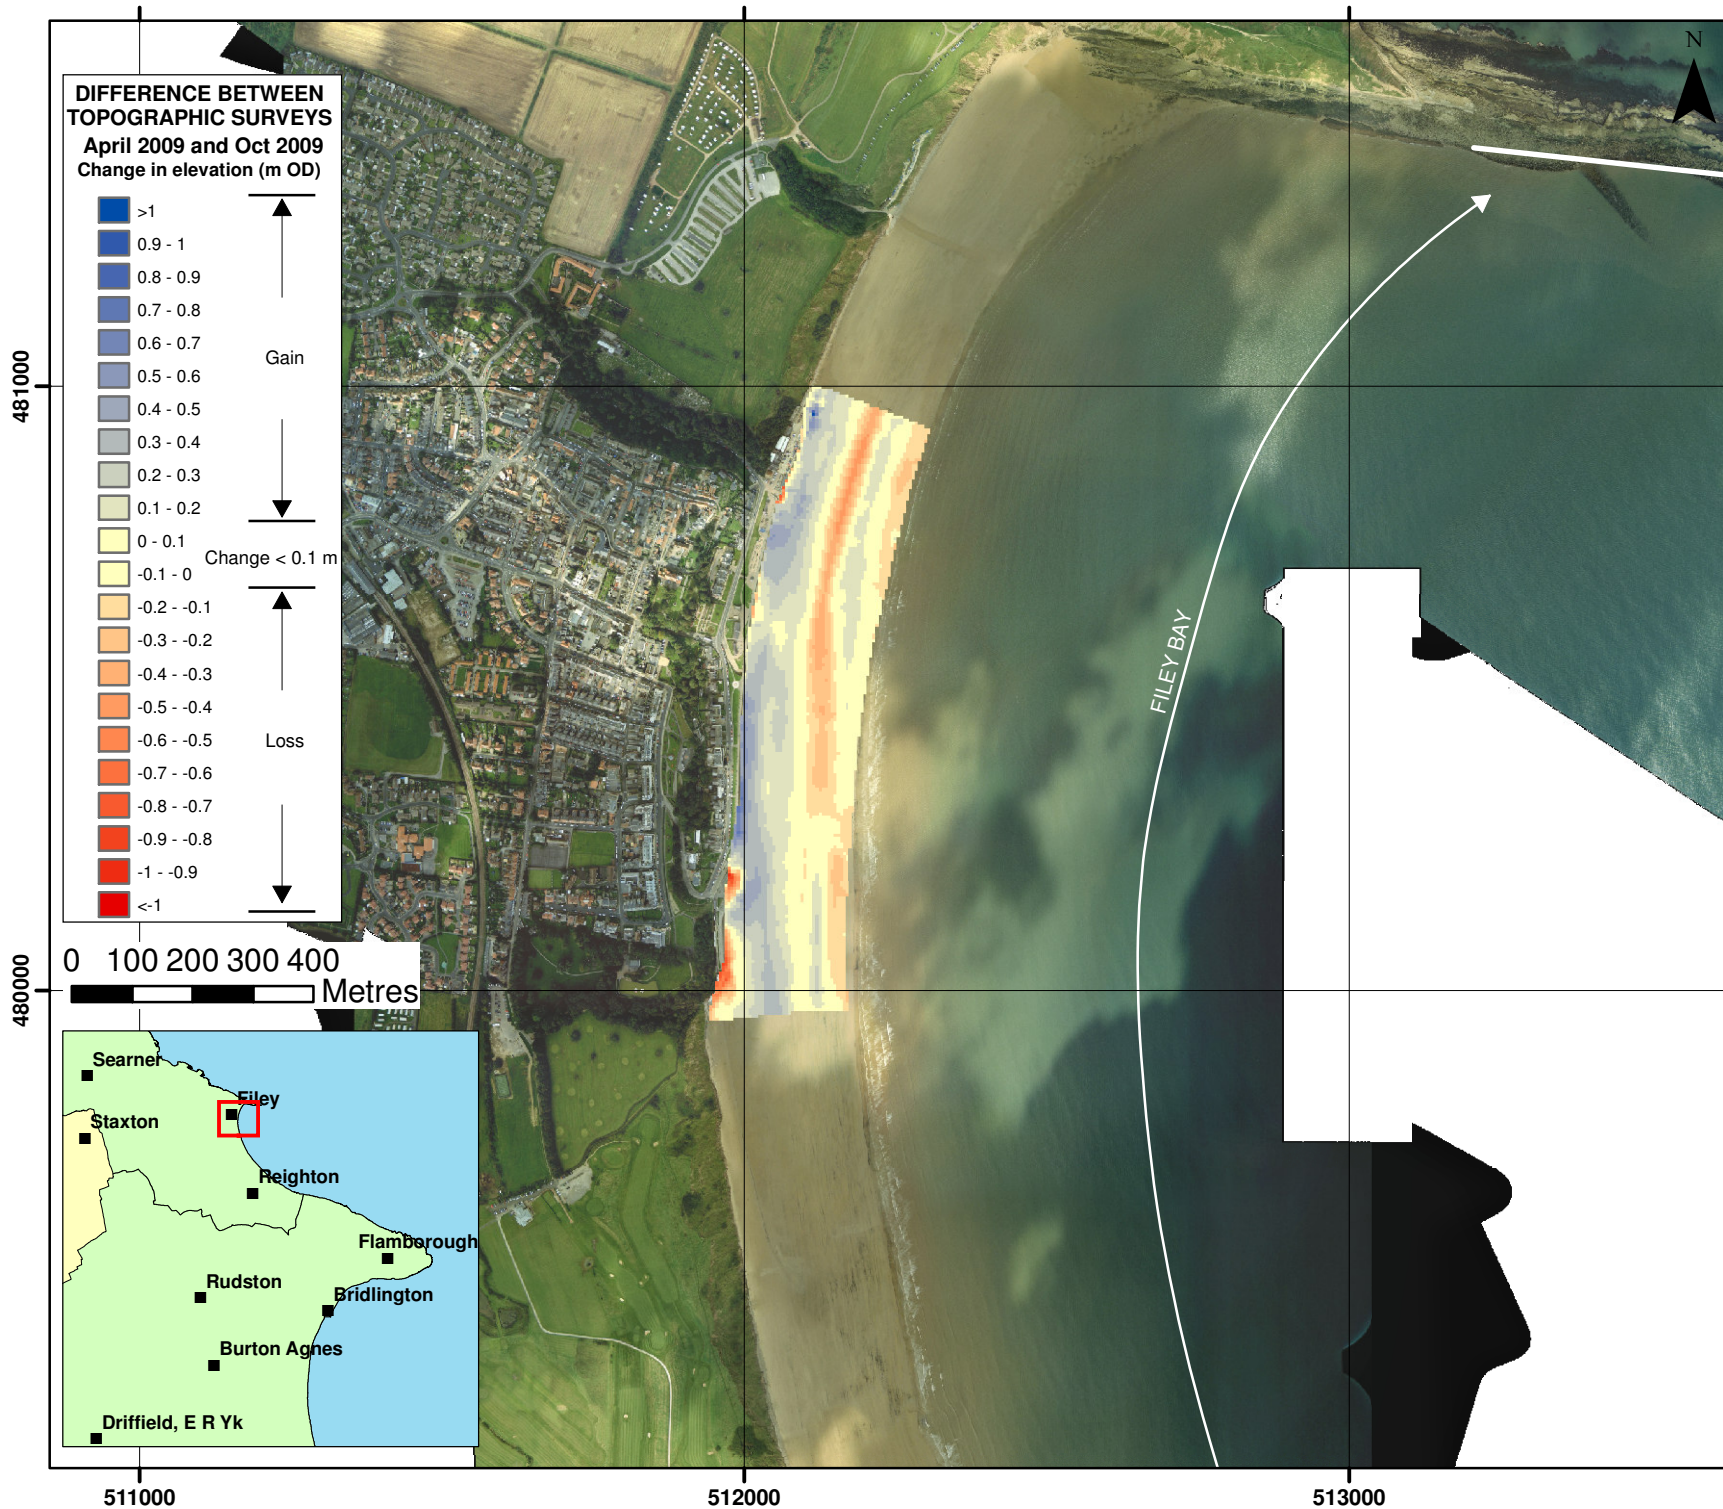 N
DIFFERENCE BETWEEN
TOPOGRAPHIC SURVEYS
April 2009 and Oct 2009
Change in elevation (m OD)
>1
0.9 - 1
0.8 - 0.9
0.7 - 0.8
0.6 - 0.7
0.5 - 0.6
0.4 - 0.5
0.3 - 0.4
0.2 - 0.3
0.1 - 0.2
0 - 0.1
-0.1 - 0
-0.2 - -0.1
-0.3 - -0.2
-0.4 - -0.3
-0.5 - -0.4
-0.6 - -0.5
-0.7 - -0.6
-0.8 - -0.7
-0.9 - -0.8
-1 - -0.9
<-1
Gain
Change < 0.1 m
Loss
481000
480000
FILEY BAY
0 100 200 300 400
Metres
Searner
Filey
Staxton
Reighton
Flamborough
Rudston
Bridlington
Burton Agnes
Driffield, E R Yk
511000
512000
513000